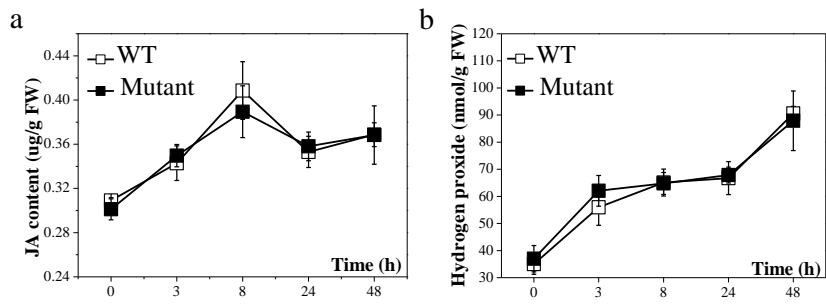 a
JA content (ug/g FW)
0.44
0.40
0.36
0.32
0.28
0.24
WT
Mutant
Time (h)
0 3 8 24 48
b
Hydrogen proxide (nmol/g FW)
120
110
100
90
80
70
60
50
40
30
WT
Mutant
Time (h)
0 3 8 24 48